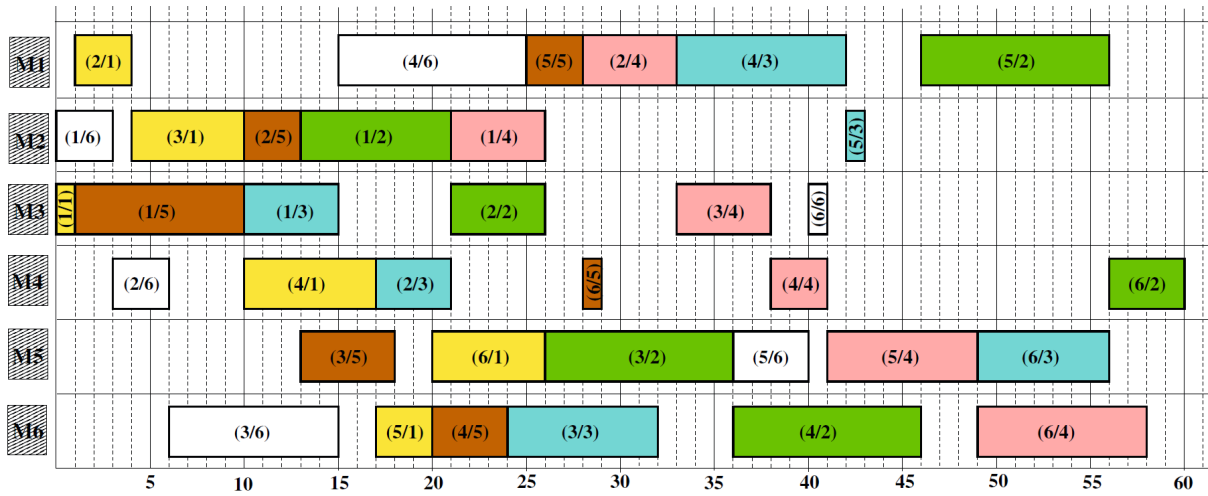 M1 (2/1) (4/6) (5/5) (2/4) (4/3) (5/2)
M2 (1/6) (3/1) (2/5) (1/2) (1/4) (5/3)
M3 (1/1) (1/5) (1/3) (2/2) (3/4) (6/6)
M4 (2/6) (4/1) (2/3) (6/5) (4/4) (6/2)
M5 (3/5) (6/1) (3/2) (5/6) (5/4) (6/3)
M6 (3/6) (5/1) (4/5) (3/3) (4/2) (6/4)
5 10 15 20 25 30 35 40 45 50 55 60